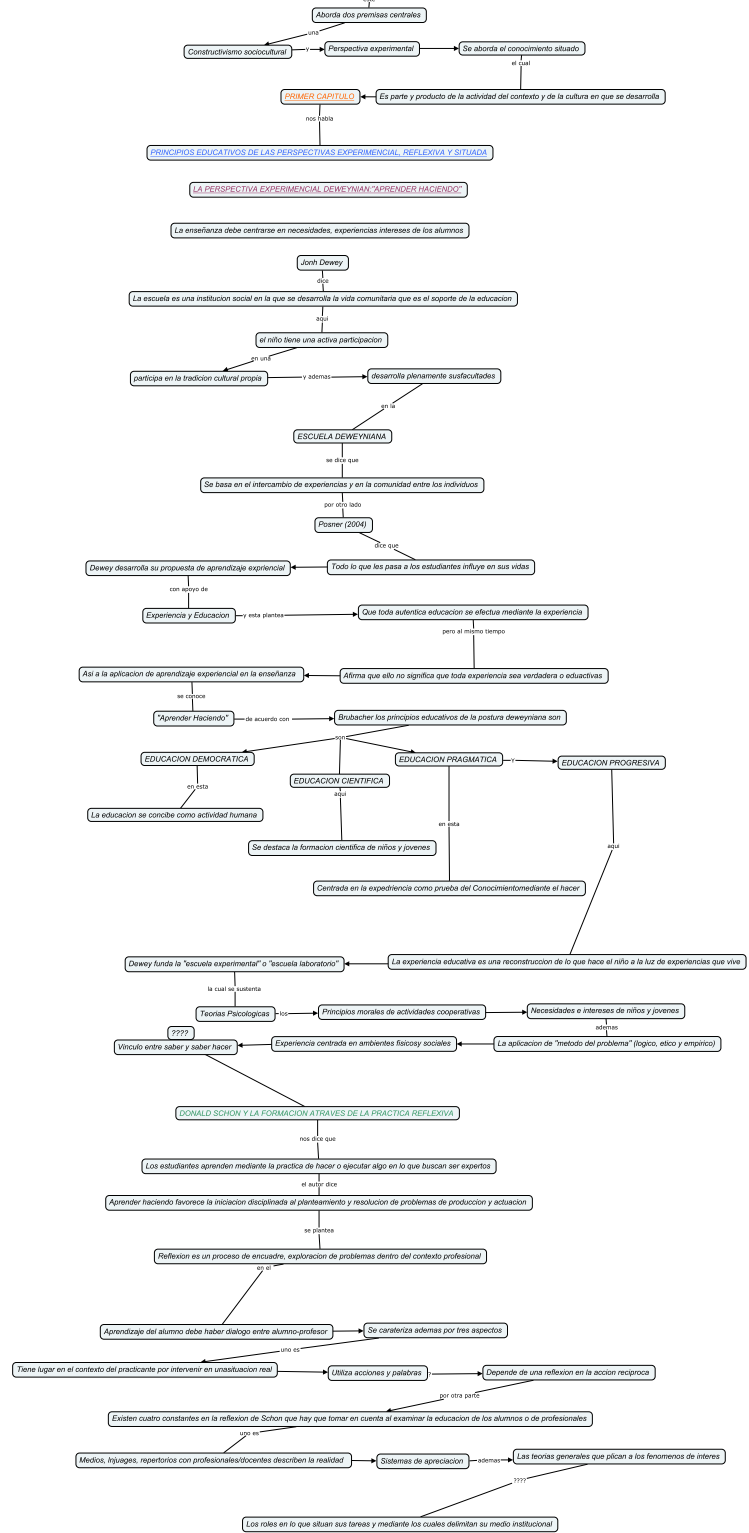 Aborda dos premisas centrales
una
Constructivismo sociocultural
y
Perspectiva experimental
Se aborda el conocimiento situado
el cual
PRIMER CAPITULO
Es parte y producto de la actividad del contexto y de la cultura en que se desarrolla
nos habla
PRINCIPIOS EDUCATIVOS DE LAS PERSPECTIVAS EXPERIMENCIAL, REFLEXIVA Y SITUADA
LA PERSPECTIVA EXPERIMENCIAL DEWEYNIAN:"APRENDER HACIENDO"
La enseñanza debe centrarse en necesidades, experiencias intereses de los alumnos
Jonh Dewey
dice
La escuela es una institucion social en la que se desarrolla la vida comunitaria que es el soporte de la educacion
aqui
el niño tiene una activa participacion
en una
participa en la tradicion cultural propia
y ademas
desarrolla plenamente susfacultades
en la
ESCUELA DEWEYNIANA
se dice que
Se basa en el intercambio de experiencias y en la comunidad entre los individuos
por otro lado
Posner (2004)
dice que
Dewey desarrolla su propuesta de aprendizaje expriencial
Todo lo que les pasa a los estudiantes influye en sus vidas
con apoyo de
Experiencia y Educacion
y esta plantea
Que toda autentica educacion se efectua mediante la experiencia
pero al mismo tiempo
Asi a la aplicacion de aprendizaje experiencial en la enseñanza
Afirma que ello no significa que toda experiencia sea verdadera o eduactivas
se conoce
"Aprender Haciendo"
de acuerdo con
Brubacher los principios educativos de la postura deweyniana son
son
EDUCACION DEMOCRATICA
EDUCACION PRAGMATICA
Y
EDUCACION PROGRESIVA
EDUCACION CIENTIFICA
en esta
aqui
La educacion se concibe como actividad humana
en esta
Se destaca la formacion cientifica de niños y jovenes
aqui
Centrada en la expedriencia como prueba del Conocimientomediante el hacer
Dewey funda la "escuela experimental" o "escuela laboratorio"
La experiencia educativa es una reconstruccion de lo que hace el niño a la luz de experiencias que vive
la cual se sustenta
Teorias Psicologicas
los
Principios morales de actividades cooperativas
Necesidades e intereses de niños y jovenes
????
ademas
Vinculo entre saber y saber hacer
Experiencia centrada en ambientes fisicosy sociales
La aplicacion de "metodo del problema" (logico, etico y empirico)
DONALD SCHON Y LA FORMACION ATRAVES DE LA PRACTICA REFLEXIVA
nos dice que
Los estudiantes aprenden mediante la practica de hacer o ejecutar algo en lo que buscan ser expertos
el autor dice
Aprender haciendo favorece la iniciacion disciplinada al planteamiento y resolucion de problemas de produccion y actuacion
se plantea
Reflexion es un proceso de encuadre, exploracion de problemas dentro del contexto profesional
en el
Aprendizaje del alumno debe haber dialogo entre alumno-profesor
Se carateriza ademas por tres aspectos
uno es
Tiene lugar en el contexto del practicante por intervenir en unasituacion real
Utiliza acciones y palabras
Depende de una reflexion en la accion reciproca
por otra parte
Existen cuatro constantes en la reflexion de Schon que hay que tomar en cuenta al examinar la educacion de los alumnos o de profesionales
uno es
Medios, lnjuages, repertorios con profesionales/docentes describen la realidad
Sistemas de apreciacion
ademas
Las teorias generales que plican a los fenomenos de interes
????
Los roles en lo que situan sus tareas y mediante los cuales delimitan su medio institucional